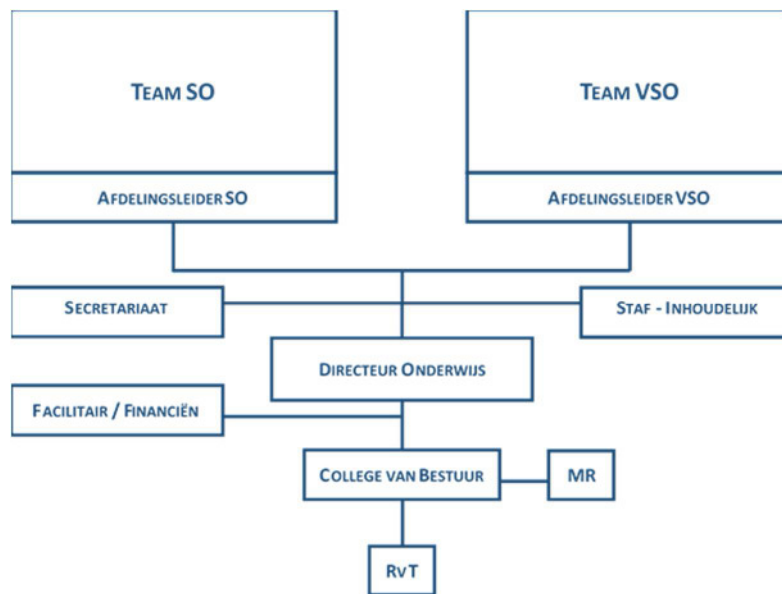 TEAM SO
TEAM VSO
AFDELINGSLEIDER SO
AFDELINGSLEIDER VSO
SECRETARIAAT
STAF - INHOUDELIJK
DIRECTEUR ONDERWIJS
FACILITAIR / FINANCIËN
COLLEGE VAN BESTUUR
MR
RVT